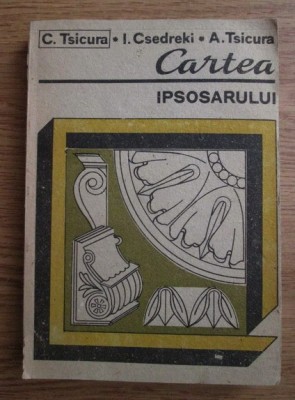 C. Tsicura • I. Csedreki • A. Tsicura
Cartea
IPSOSARULUI